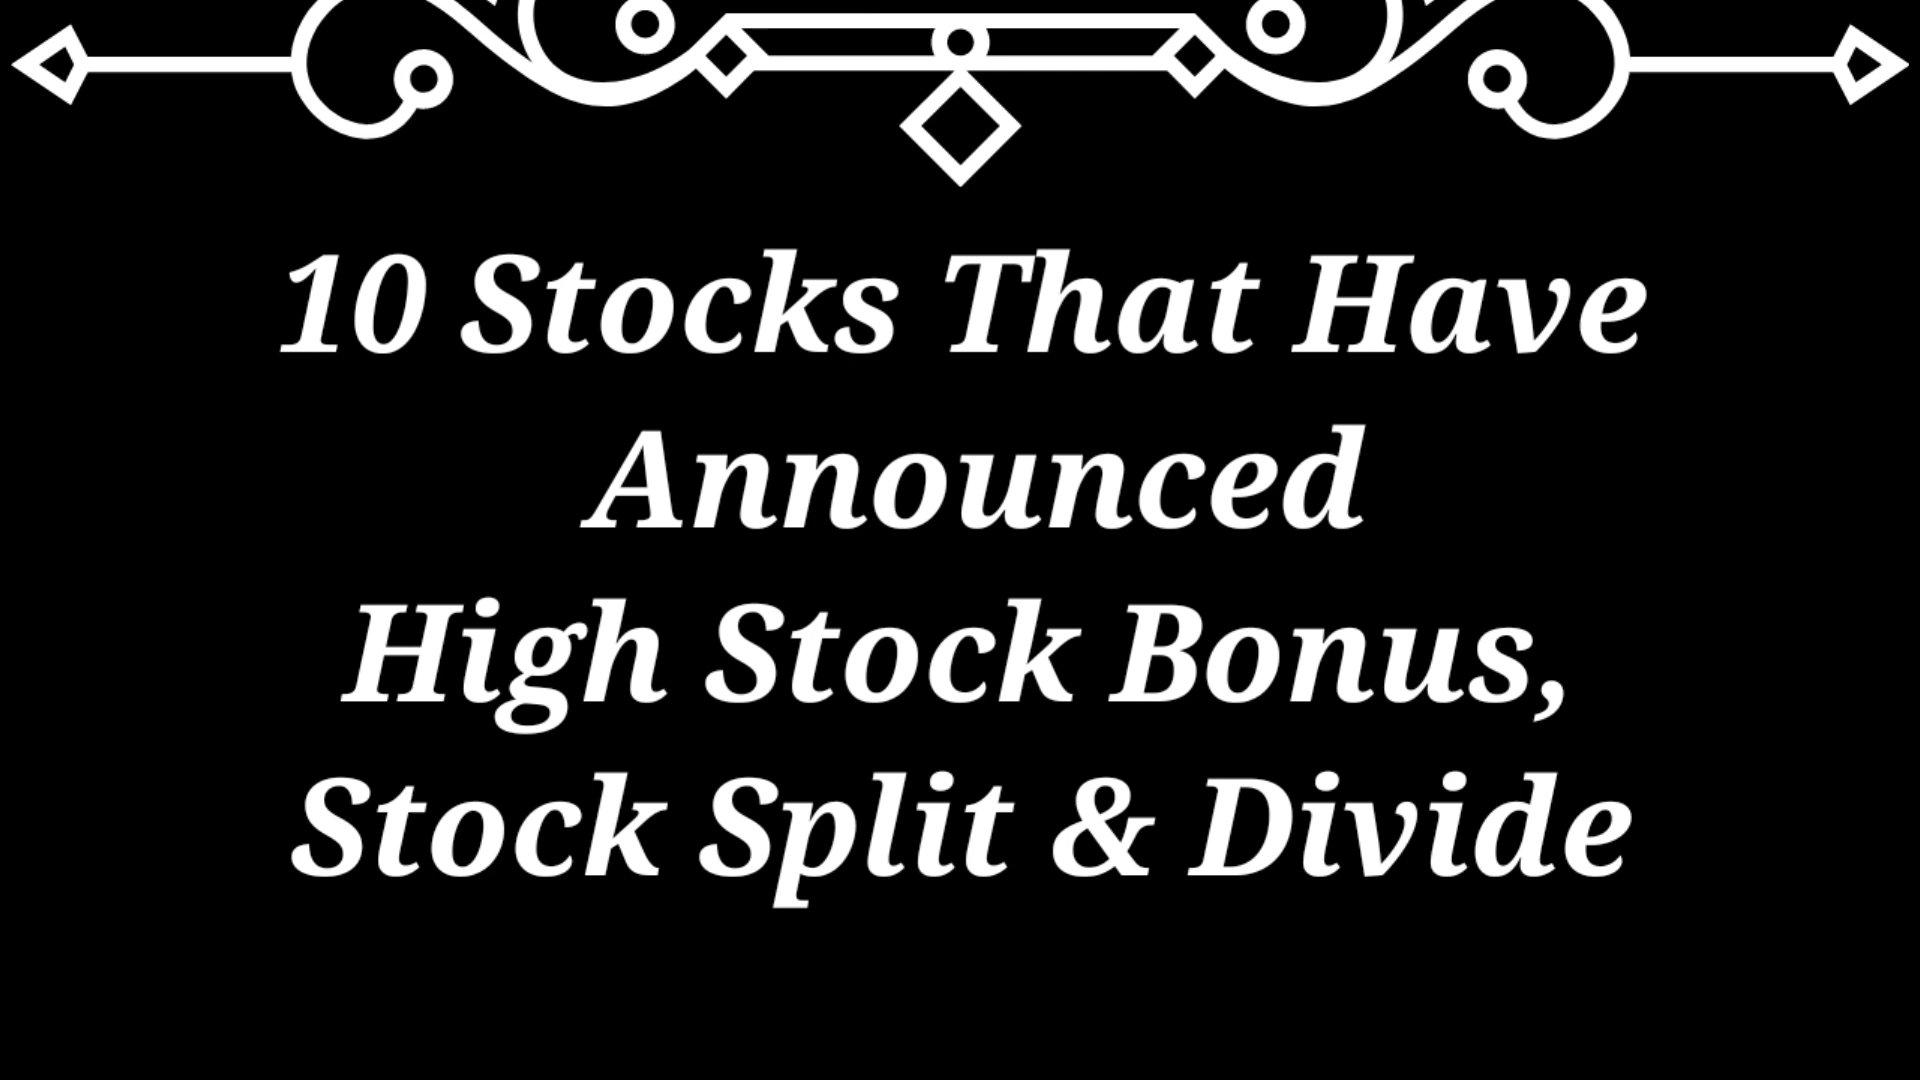 10 Stocks That Have
Announced
High Stock Bonus,
Stock Split & Divide